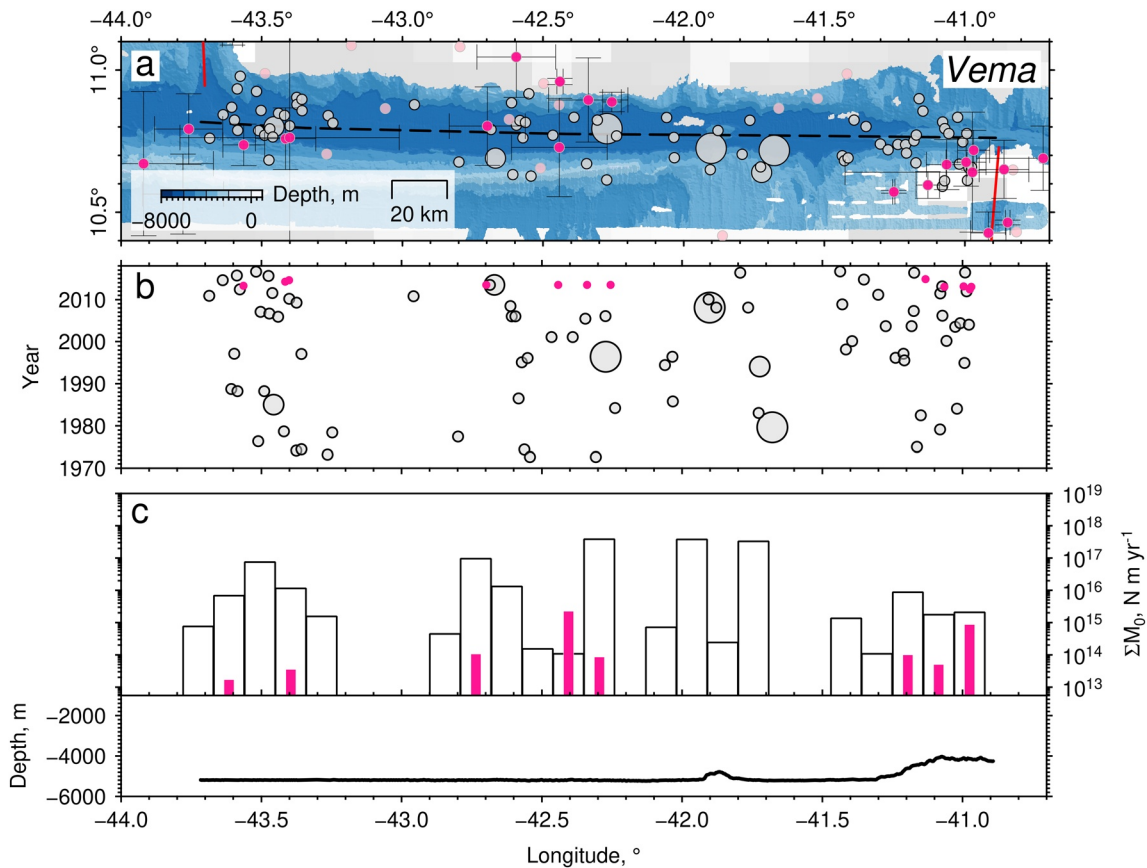 −44.0 −43.5 −43.0 −42.5 −42.0 −41.5 −41.0
a
Vema
11.0°
10.5°
Depth, m
−8000 0
20 km
b
Year
2010
2000
1990
1980
1970
c
10¹⁹
10¹⁸
10¹⁷
10¹⁶
10¹⁵
10¹⁴
10¹³
ΣM₀, N m yr⁻¹
Depth, m
−2000
−4000
−6000
−44.0 −43.5 −43.0 −42.5 −42.0 −41.5 −41.0
Longitude, °